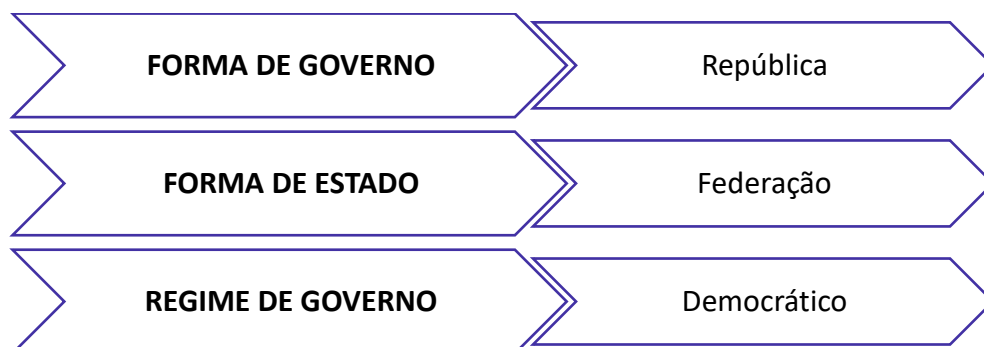 FORMA DE GOVERNO
República
FORMA DE ESTADO
Federação
REGIME DE GOVERNO
Democrático